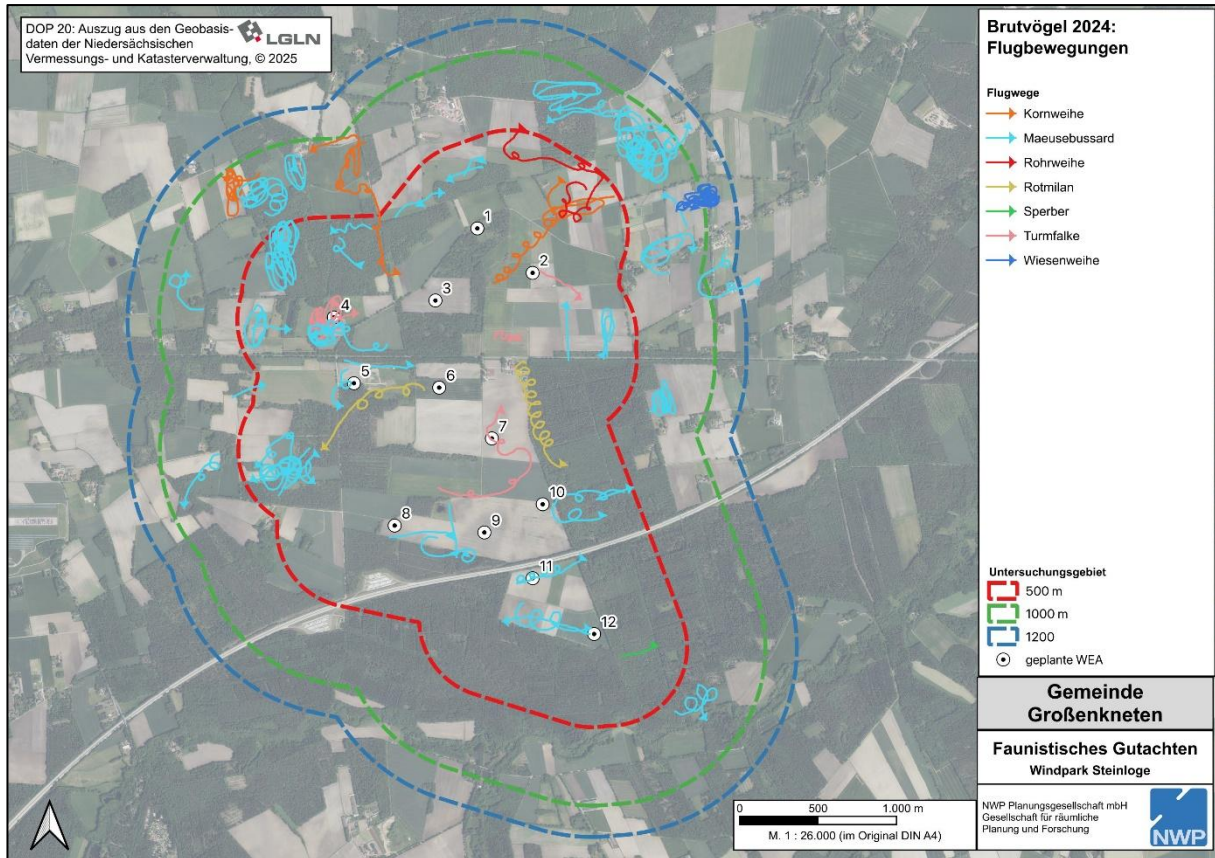 DOP 20: Auszug aus den Geobasis-
daten der Niedersächsischen
Vermessungs- und Katasterverwaltung, © 2025
LGLN
Brutvögel 2024:
Flugbewegungen
Flugwege
Kornweihe
Maeusebussard
Rohrweihe
Rotmilan
Sperber
Turmfalke
Wiesenweihe
1
2
3
4
5
6
7
8
9
10
11
12
Untersuchungsgebiet
500 m
1000 m
1200
geplante WEA
Gemeinde
Großenkneten
Faunistisches Gutachten
Windpark Steinloge
0 500 1.000 m
M. 1 : 26.000 (im Original DIN A4)
NWP Planungsgesellschaft mbH
Gesellschaft für räumliche
Planung und Forschung
NWP